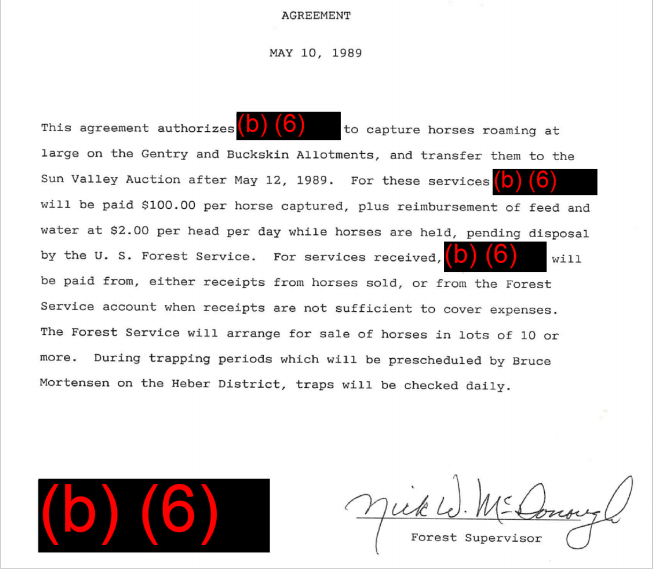 AGREEMENT
MAY 10, 1989
This agreement authorizes (b) (6) to capture horses roaming at
large on the Gentry and Buckskin Allotments, and transfer them to the
Sun Valley Auction after May 12, 1989.  For these services (b) (6)
will be paid $100.00 per horse captured, plus reimbursement of feed and
water at $2.00 per head per day while horses are held, pending disposal
by the U. S. Forest Service.  For services received, (b) (6) will
be paid from, either receipts from horses sold, or from the Forest
Service account when receipts are not sufficient to cover expenses.
The Forest Service will arrange for sale of horses in lots of 10 or
more.  During trapping periods which will be prescheduled by Bruce
Mortensen on the Heber District, traps will be checked daily.
(b) (6)
Nick W. McDonough
Forest Supervisor